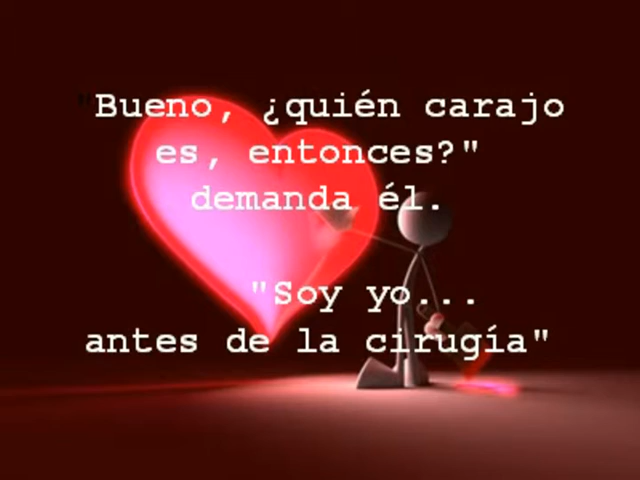 "Bueno, ¿quién carajo
es, entonces?"
demanda él.
"Soy yo...
antes de la cirugía"